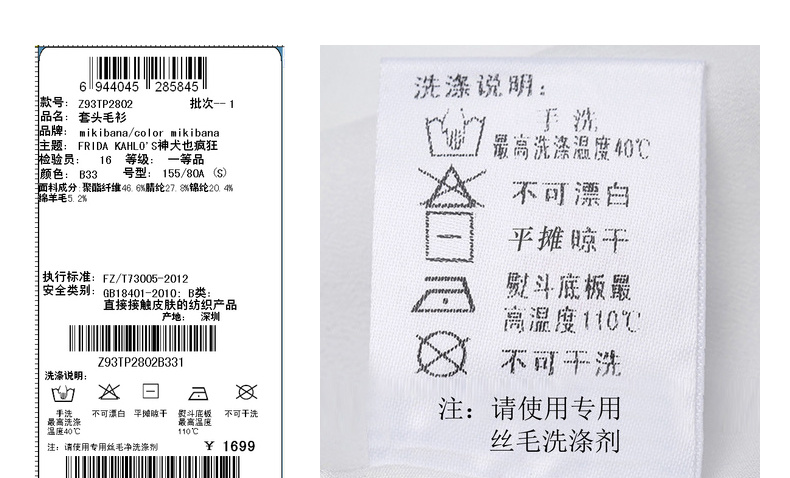 6 944045 285845
款号: Z93TP2802 批次--1
品名: 套头毛衫
品牌: mikibana/color mikibana
主题: FRIDA KAHLO'S神犬也疯狂
检验员: 16 等级: 一等品
颜色: B33 号型: 155/80A (S)
面料成分:聚酯纤维46.6%腈纶27.8%锦纶20.4%
绵羊毛5.2%
执行标准: FZ/T73005-2012
安全类别: GB18401-2010; B类;
直接接触皮肤的纺织产品
产地: 深圳
Z93TP2802B331
洗涤说明:
手洗
最高洗涤
温度40℃
不可漂白
平摊晾干
熨斗底板
最高温度
110℃
不可干洗
注: 请使用专用丝毛净洗涤剂
¥ 1699
洗涤说明:
手洗
最高洗涤温度40℃
不可漂白
平摊晾干
熨斗底板最
高温度110℃
不可干洗
注: 请使用专用
丝毛洗涤剂